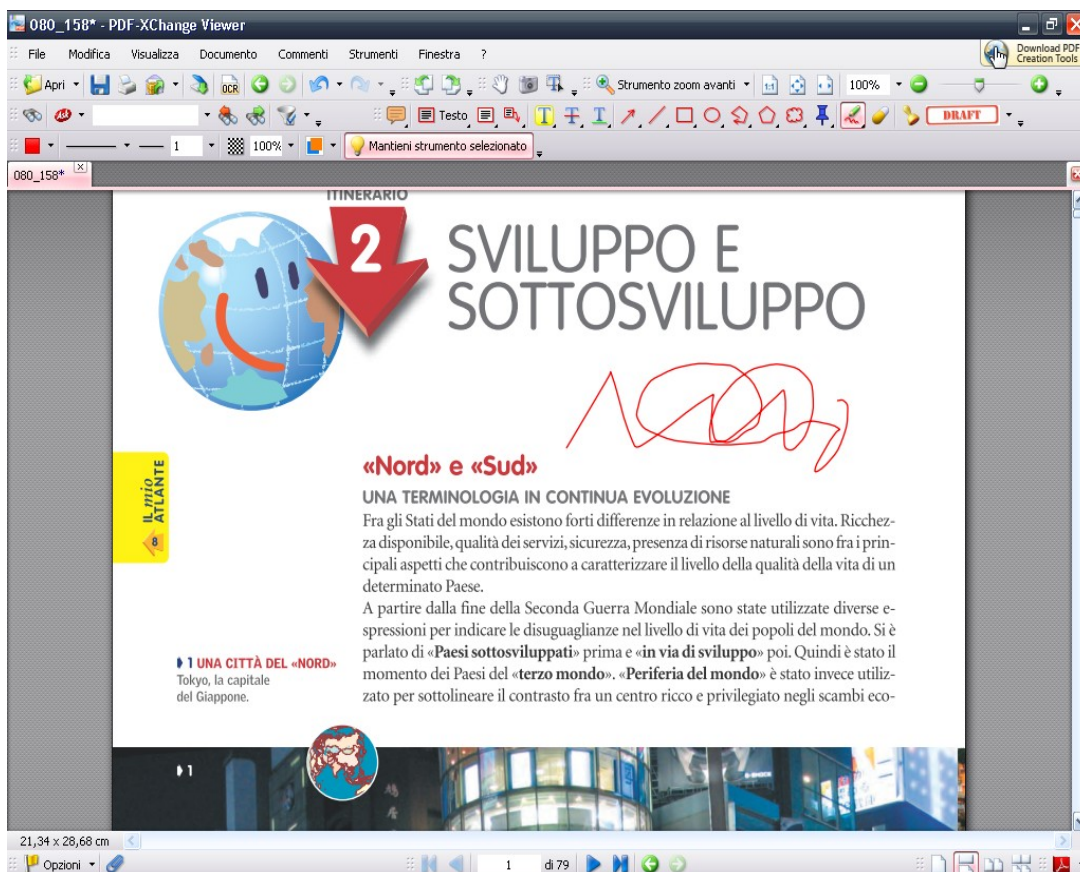 080_158* - PDF-XChange Viewer
File Modifica Visualizza Documento Commenti Strumenti Finestra ?
Download PDF
Creation Tools
Apri OCR Strumento zoom avanti 1:1 100%
Testo T T T DRAFT
1 100% Mantieni strumento selezionato
080_158*
ITINERARIO
2
SVILUPPO E
SOTTOSVILUPPO
IL mio
ATLANTE
8
«Nord» e «Sud»
UNA TERMINOLOGIA IN CONTINUA EVOLUZIONE
Fra gli Stati del mondo esistono forti differenze in relazione al livello di vita. Ricchez-
za disponibile, qualità dei servizi, sicurezza, presenza di risorse naturali sono fra i prin-
cipali aspetti che contribuiscono a caratterizzare il livello della qualità della vita di un
determinato Paese.
A partire dalla fine della Seconda Guerra Mondiale sono state utilizzate diverse e-
spressioni per indicare le disuguaglianze nel livello di vita dei popoli del mondo. Si è
parlato di «Paesi sottosviluppati» prima e «in via di sviluppo» poi. Quindi è stato il
momento dei Paesi del «terzo mondo». «Periferia del mondo» è stato invece utiliz-
zato per sottolineare il contrasto fra un centro ricco e privilegiato negli scambi eco-
1 UNA CITTÀ DEL «NORD»
Tokyo, la capitale
del Giappone.
1
21,34 x 28,68 cm
Opzioni 1 di 79